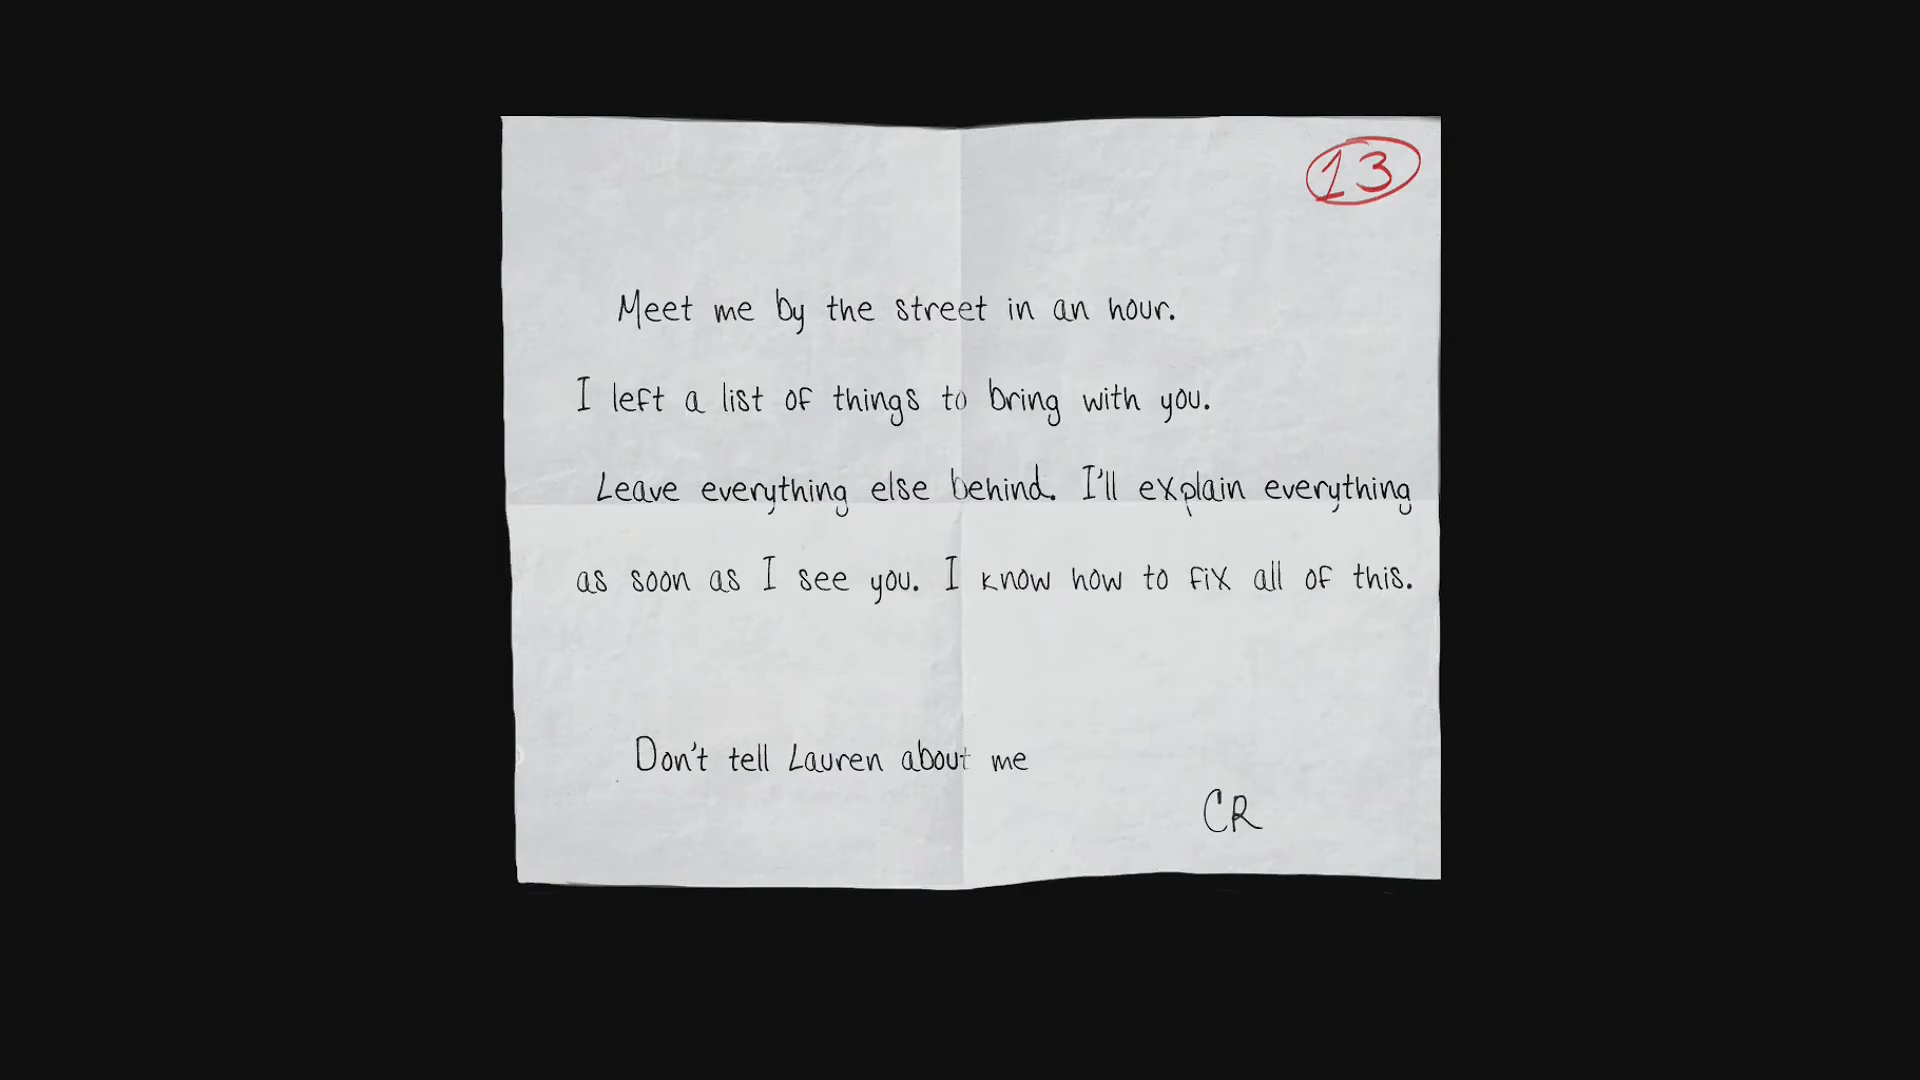 13
Meet me by the street in an hour.
I left a list of things to bring with you.
Leave everything else behind. I'll explain everything
as soon as I see you. I know how to fix all of this.
Don't tell Lauren about me
CR